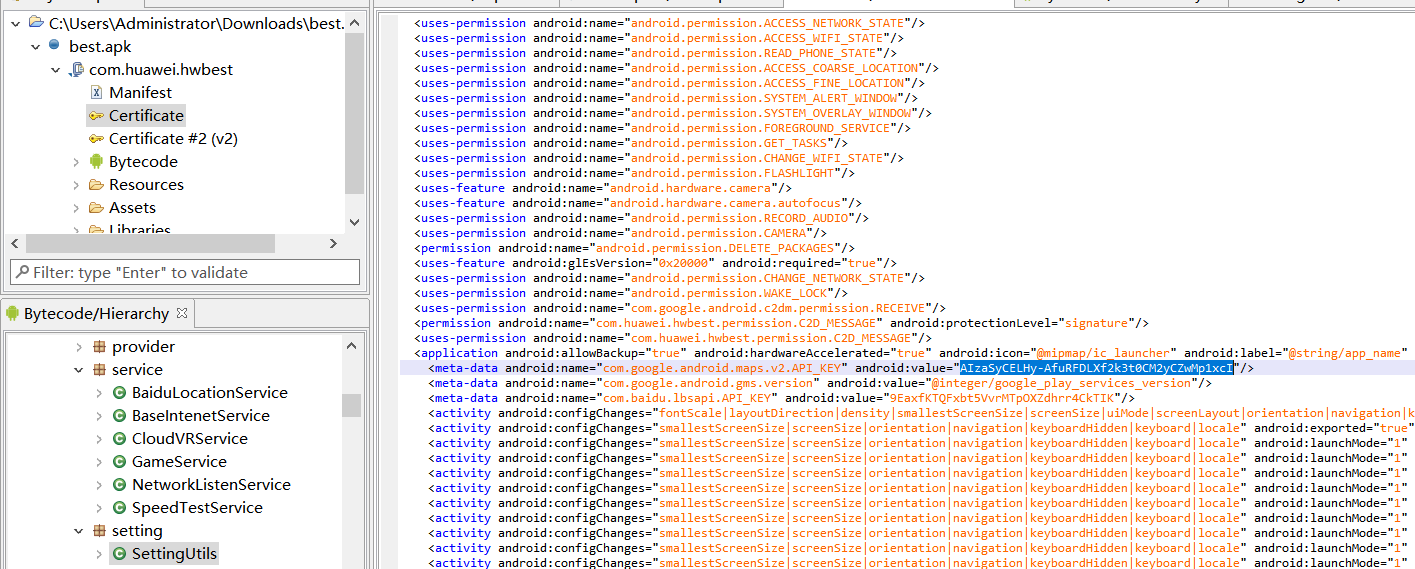 C:\Users\Administrator\Downloads\best.
best.apk
com.huawei.hwbest
Manifest
Certificate
Certificate #2 (v2)
Bytecode
Resources
Assets
Libraries
Filter: type "Enter" to validate
Bytecode/Hierarchy
provider
service
BaiduLocationService
BaseIntenetService
CloudVRService
GameService
NetworkListenService
SpeedTestService
setting
SettingUtils
<uses-permission android:name="android.permission.ACCESS_NETWORK_STATE"/>
<uses-permission android:name="android.permission.ACCESS_WIFI_STATE"/>
<uses-permission android:name="android.permission.READ_PHONE_STATE"/>
<uses-permission android:name="android.permission.ACCESS_COARSE_LOCATION"/>
<uses-permission android:name="android.permission.ACCESS_FINE_LOCATION"/>
<uses-permission android:name="android.permission.SYSTEM_ALERT_WINDOW"/>
<uses-permission android:name="android.permission.SYSTEM_OVERLAY_WINDOW"/>
<uses-permission android:name="android.permission.FOREGROUND_SERVICE"/>
<uses-permission android:name="android.permission.GET_TASKS"/>
<uses-permission android:name="android.permission.CHANGE_WIFI_STATE"/>
<uses-permission android:name="android.permission.FLASHLIGHT"/>
<uses-feature android:name="android.hardware.camera"/>
<uses-feature android:name="android.hardware.camera.autofocus"/>
<uses-permission android:name="android.permission.RECORD_AUDIO"/>
<uses-permission android:name="android.permission.CAMERA"/>
<permission android:name="android.permission.DELETE_PACKAGES"/>
<uses-feature android:glEsVersion="0x20000" android:required="true"/>
<uses-permission android:name="android.permission.CHANGE_NETWORK_STATE"/>
<uses-permission android:name="android.permission.WAKE_LOCK"/>
<uses-permission android:name="com.google.android.c2dm.permission.RECEIVE"/>
<permission android:name="com.huawei.hwbest.permission.C2D_MESSAGE" android:protectionLevel="signature"/>
<uses-permission android:name="com.huawei.hwbest.permission.C2D_MESSAGE"/>
<application android:allowBackup="true" android:hardwareAccelerated="true" android:icon="@mipmap/ic_launcher" android:label="@string/app_name"
<meta-data android:name="com.google.android.maps.v2.API_KEY" android:value="AIzaSyCELHy-AfuRFDLXf2k3t0CM2yCZwMp1xcI"/>
<meta-data android:name="com.google.android.gms.version" android:value="@integer/google_play_services_version"/>
<meta-data android:name="com.baidu.lbsapi.API_KEY" android:value="9EaxfKTQFxbt5VvrMTpOXZdhrr4CkTIK"/>
<activity android:configChanges="fontScale|layoutDirection|density|smallestScreenSize|screenSize|uiMode|screenLayout|orientation|navigation|k
<activity android:configChanges="smallestScreenSize|screenSize|orientation|navigation|keyboardHidden|keyboard|locale" android:exported="true"
<activity android:configChanges="smallestScreenSize|screenSize|orientation|navigation|keyboardHidden|keyboard|locale" android:launchMode="1"
<activity android:configChanges="smallestScreenSize|screenSize|orientation|navigation|keyboardHidden|keyboard|locale" android:launchMode="1"
<activity android:configChanges="smallestScreenSize|screenSize|orientation|navigation|keyboardHidden|keyboard|locale" android:launchMode="1"
<activity android:configChanges="smallestScreenSize|screenSize|orientation|navigation|keyboardHidden|keyboard|locale" android:launchMode="1"
<activity android:configChanges="smallestScreenSize|screenSize|orientation|navigation|keyboardHidden|keyboard|locale" android:launchMode="1"
<activity android:configChanges="smallestScreenSize|screenSize|orientation|navigation|keyboardHidden|keyboard|locale" android:launchMode="1"
<activity android:configChanges="smallestScreenSize|screenSize|orientation|navigation|keyboardHidden|keyboard|locale" android:launchMode="1"
<activity android:configChanges="smallestScreenSize|screenSize|orientation|navigation|keyboardHidden|keyboard|locale" android:launchMode="1"
<activity android:configChanges="smallestScreenSize|screenSize|orientation|navigation|keyboardHidden|keyboard|locale" android:launchMode="1"
<activity android:configChanges="smallestScreenSize|screenSize|orientation|navigation|keyboardHidden|keyboard|locale" android:launchMode="1"